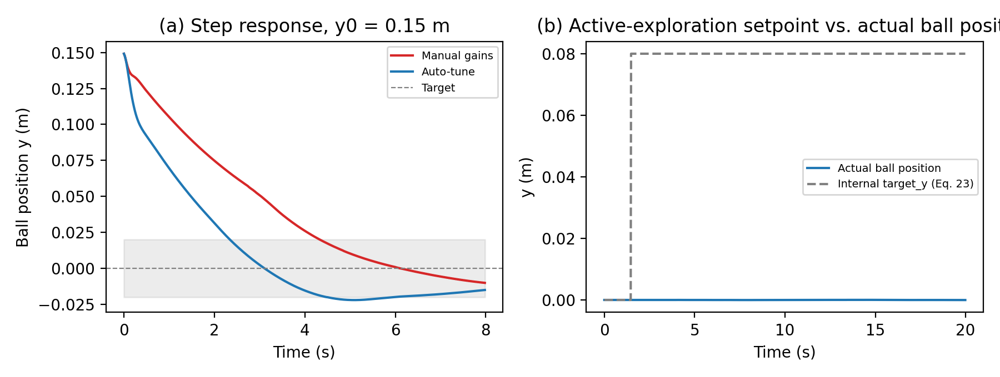 (a) Step response, y0 = 0.15 m
Ball position y (m)
0.150
0.125
0.100
0.075
0.050
0.025
0.000
−0.025
Manual gains
Auto-tune
Target
0 2 4 6 8
Time (s)
(b) Active-exploration setpoint vs. actual ball posit
y (m)
0.08
0.06
0.04
0.02
0.00
Actual ball position
Internal target_y (Eq. 23)
0 5 10 15 20
Time (s)